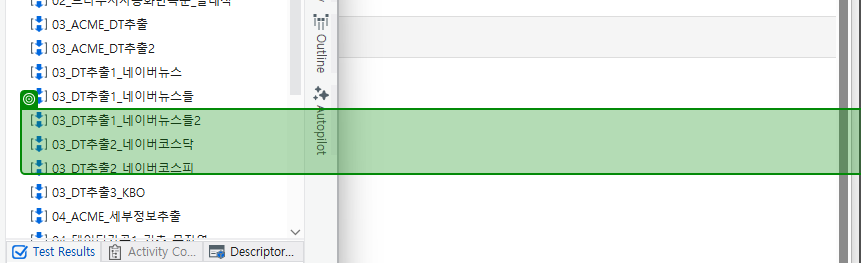 03_ACME_DT추출
03_ACME_DT추출2
03_DT추출1_네이버뉴스
03_DT추출1_네이버뉴스들
03_DT추출1_네이버뉴스들2
03_DT추출2_네이버코스닥
03_DT추출2_네이버코스피
03_DT추출3_KBO
04_ACME_세부정보추출
Outline
Autopilot
Test Results
Activity Co...
Descriptor...